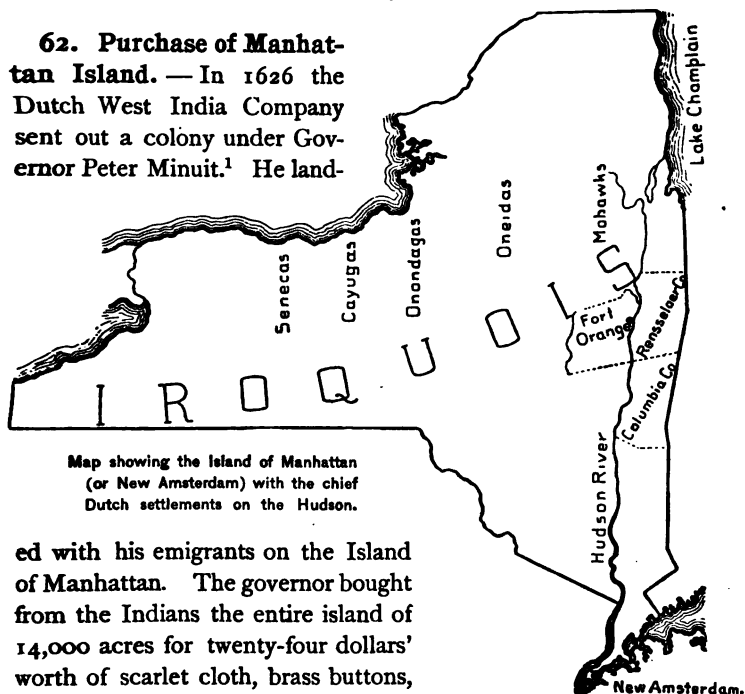 62. Purchase of Manhat-
tan Island. — In 1626 the
Dutch West India Company
sent out a colony under Gov-
ernor Peter Minuit.¹ He land-
Lake Champlain
Mohawks
Oneidas
Onondagas
Cayugas
Senecas
IROQUOIS
Fort
Orange
Rensselaer Co
Columbia Co
Hudson River
Map showing the Island of Manhattan
(or New Amsterdam) with the chief
Dutch settlements on the Hudson.
ed with his emigrants on the Island
of Manhattan. The governor bought
from the Indians the entire island of
14,000 acres for twenty-four dollars'
worth of scarlet cloth, brass buttons,
New Amsterdam.